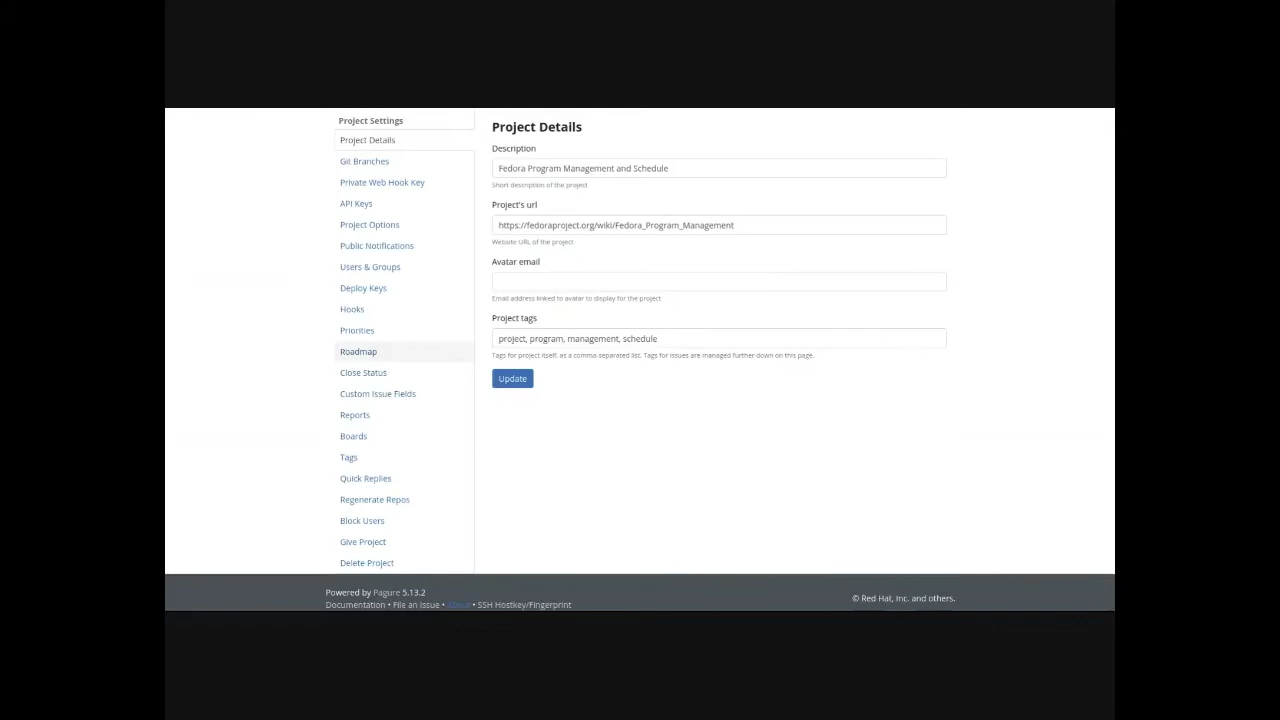 Project Settings
Project Details
Git Branches
Private Web Hook Key
API Keys
Project Options
Public Notifications
Users & Groups
Deploy Keys
Hooks
Priorities
Roadmap
Close Status
Custom Issue Fields
Reports
Boards
Tags
Quick Replies
Regenerate Repos
Block Users
Give Project
Delete Project
Project Details
Description
Fedora Program Management and Schedule
Short description of the project
Project's url
https://fedoraproject.org/wiki/Fedora_Program_Management
Website URL of the project
Avatar email
Email address linked to avatar to display for the project
Project tags
project, program, management, schedule
Tags for project itself, as a comma-separated list. Tags for issues are managed further down on this page.
Update
Powered by Pagure 5.13.2
Documentation • File an Issue • About • SSH Hostkey/Fingerprint
© Red Hat, Inc. and others.